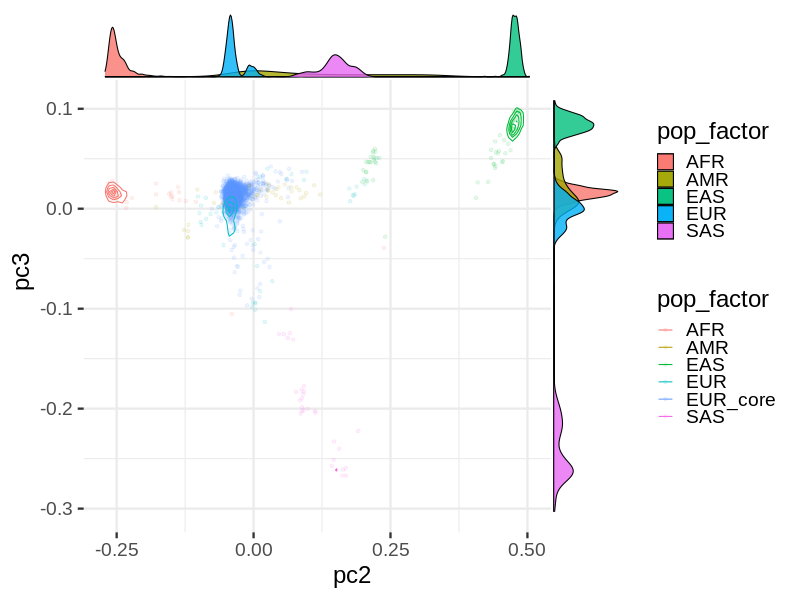 0.1
0.0
-0.1
-0.2
-0.3
pc3
-0.25
0.00
0.25
0.50
pc2
pop_factor
AFR
AMR
EAS
EUR
SAS
pop_factor
AFR
AMR
EAS
EUR
EUR_core
SAS